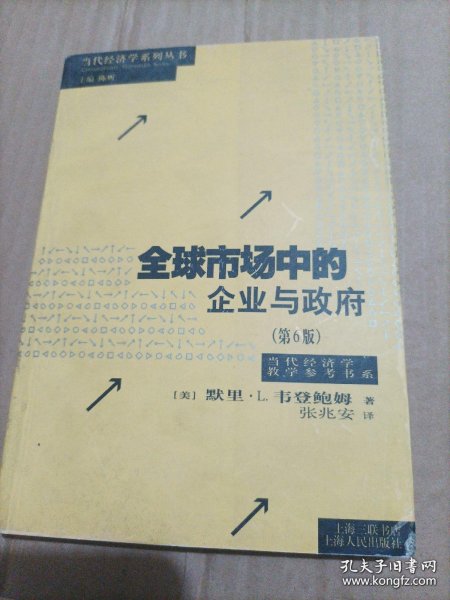 当代经济学系列丛书
主编 陈昕
全球市场中的
企业与政府
(第6版)
当代经济学
教学参考书系
[美] 默里·L.韦登鲍姆 著
张兆安 译
上海三联书店
上海人民出版社
孔夫子旧书网
www.kongfz.com